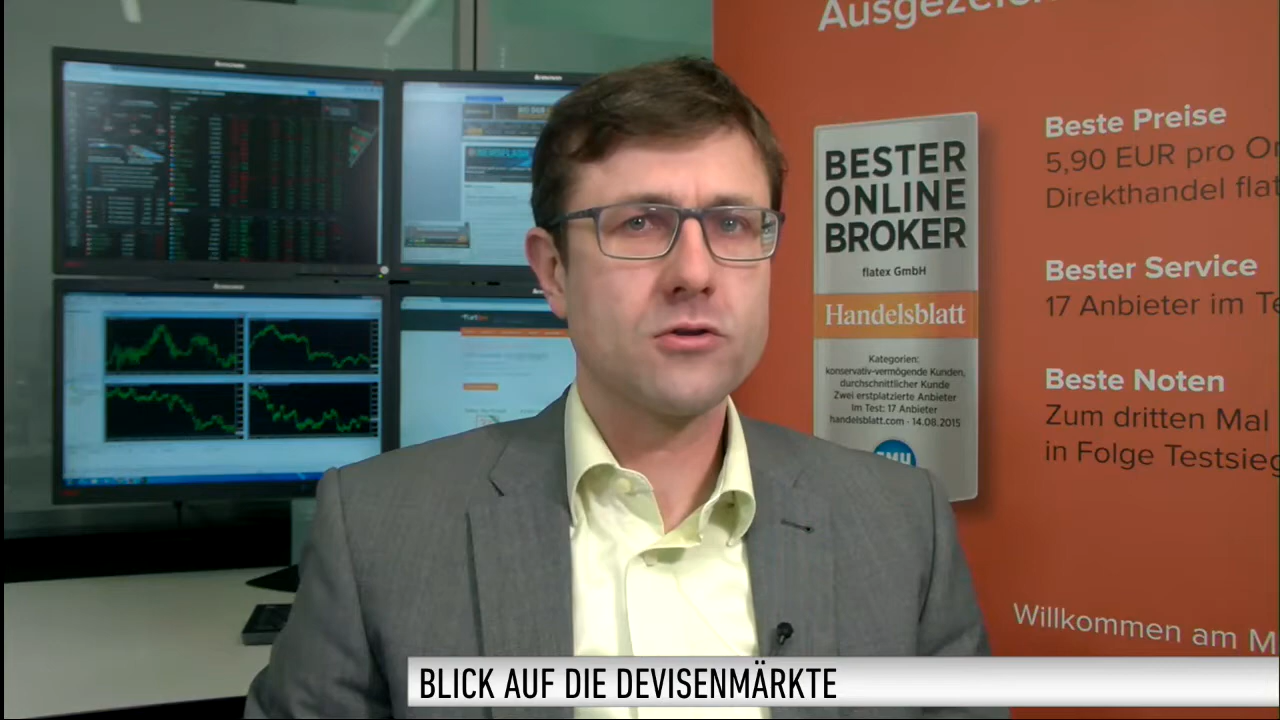 Ausgezeichn
BESTER
ONLINE
BROKER
flatex GmbH
Handelsblatt
Kategorien:
konservativ-vermögende Kunden,
durchschnittlicher Kunde
Zwei erstplatzierte Anbieter
Im Test: 17 Anbieter
handelsblatt.com · 14.08.2015
Beste Preise
5,90 EUR pro Or
Direkthandel flat
Bester Service
17 Anbieter im Te
Beste Noten
Zum dritten Mal
in Folge Testsieg
Willkommen am M
BLICK AUF DIE DEVISENMÄRKTE